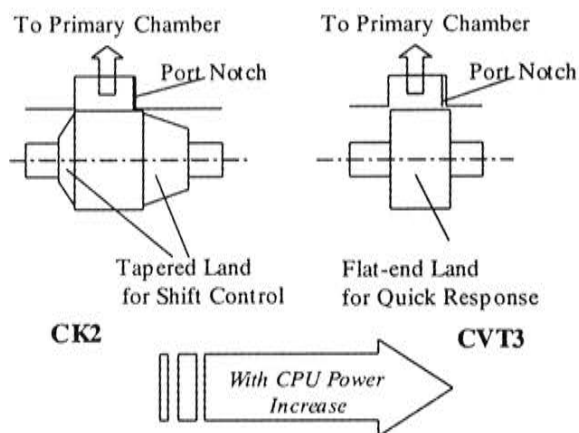 To Primary Chamber
Port Notch
Tapered Land
for Shift Control
CK2
To Primary Chamber
Port Notch
Flat-end Land
for Quick Response
CVT3
With CPU Power
Increase